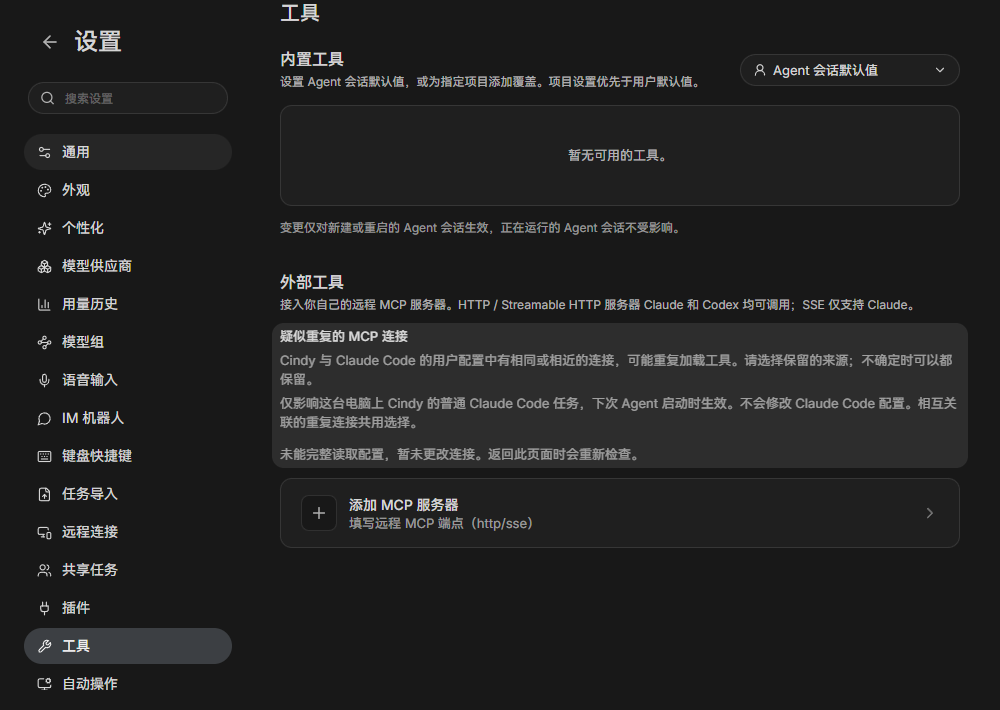 设置
搜索设置
通用
外观
个性化
模型供应商
用量历史
模型组
语音输入
IM 机器人
键盘快捷键
任务导入
远程连接
共享任务
插件
工具
自动操作
工具
内置工具
设置 Agent 会话默认值，或为指定项目添加覆盖。项目设置优先于用户默认值。
Agent 会话默认值
暂无可用的工具。
变更仅对新建或重启的 Agent 会话生效，正在运行的 Agent 会话不受影响。
外部工具
接入你自己的远程 MCP 服务器。HTTP / Streamable HTTP 服务器 Claude 和 Codex 均可调用；SSE 仅支持 Claude。
疑似重复的 MCP 连接
Cindy 与 Claude Code 的用户配置中有相同或相近的连接，可能重复加载工具。请选择保留的来源；不确定时可以都
保留。
仅影响这台电脑上 Cindy 的普通 Claude Code 任务，下次 Agent 启动时生效。不会修改 Claude Code 配置。相互关
联的重复连接共用选择。
未能完整读取配置，暂未更改连接。返回此页面时会重新检查。
添加 MCP 服务器
填写远程 MCP 端点（http/sse）